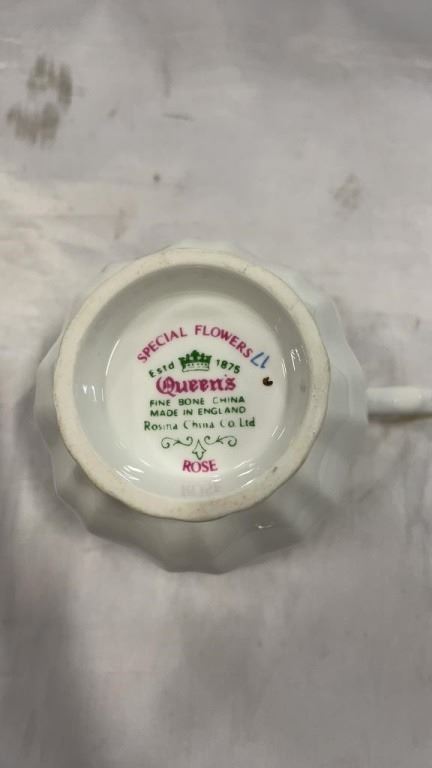 SPECIAL FLOWERS
17
Estd 1875
Queen's
FINE BONE CHINA
MADE IN ENGLAND
Rosina China Co. Ltd
ROSE